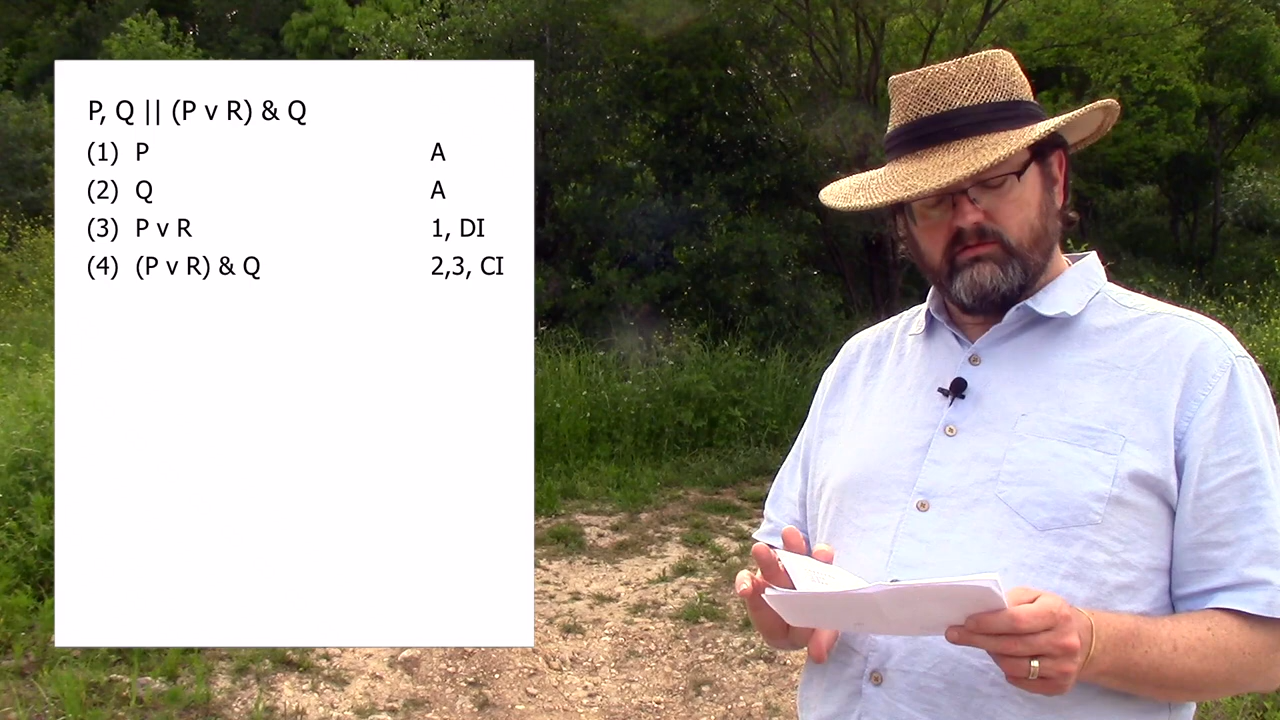 P, Q || (P v R) & Q
(1) P A
(2) Q A
(3) P v R 1, DI
(4) (P v R) & Q 2,3, CI